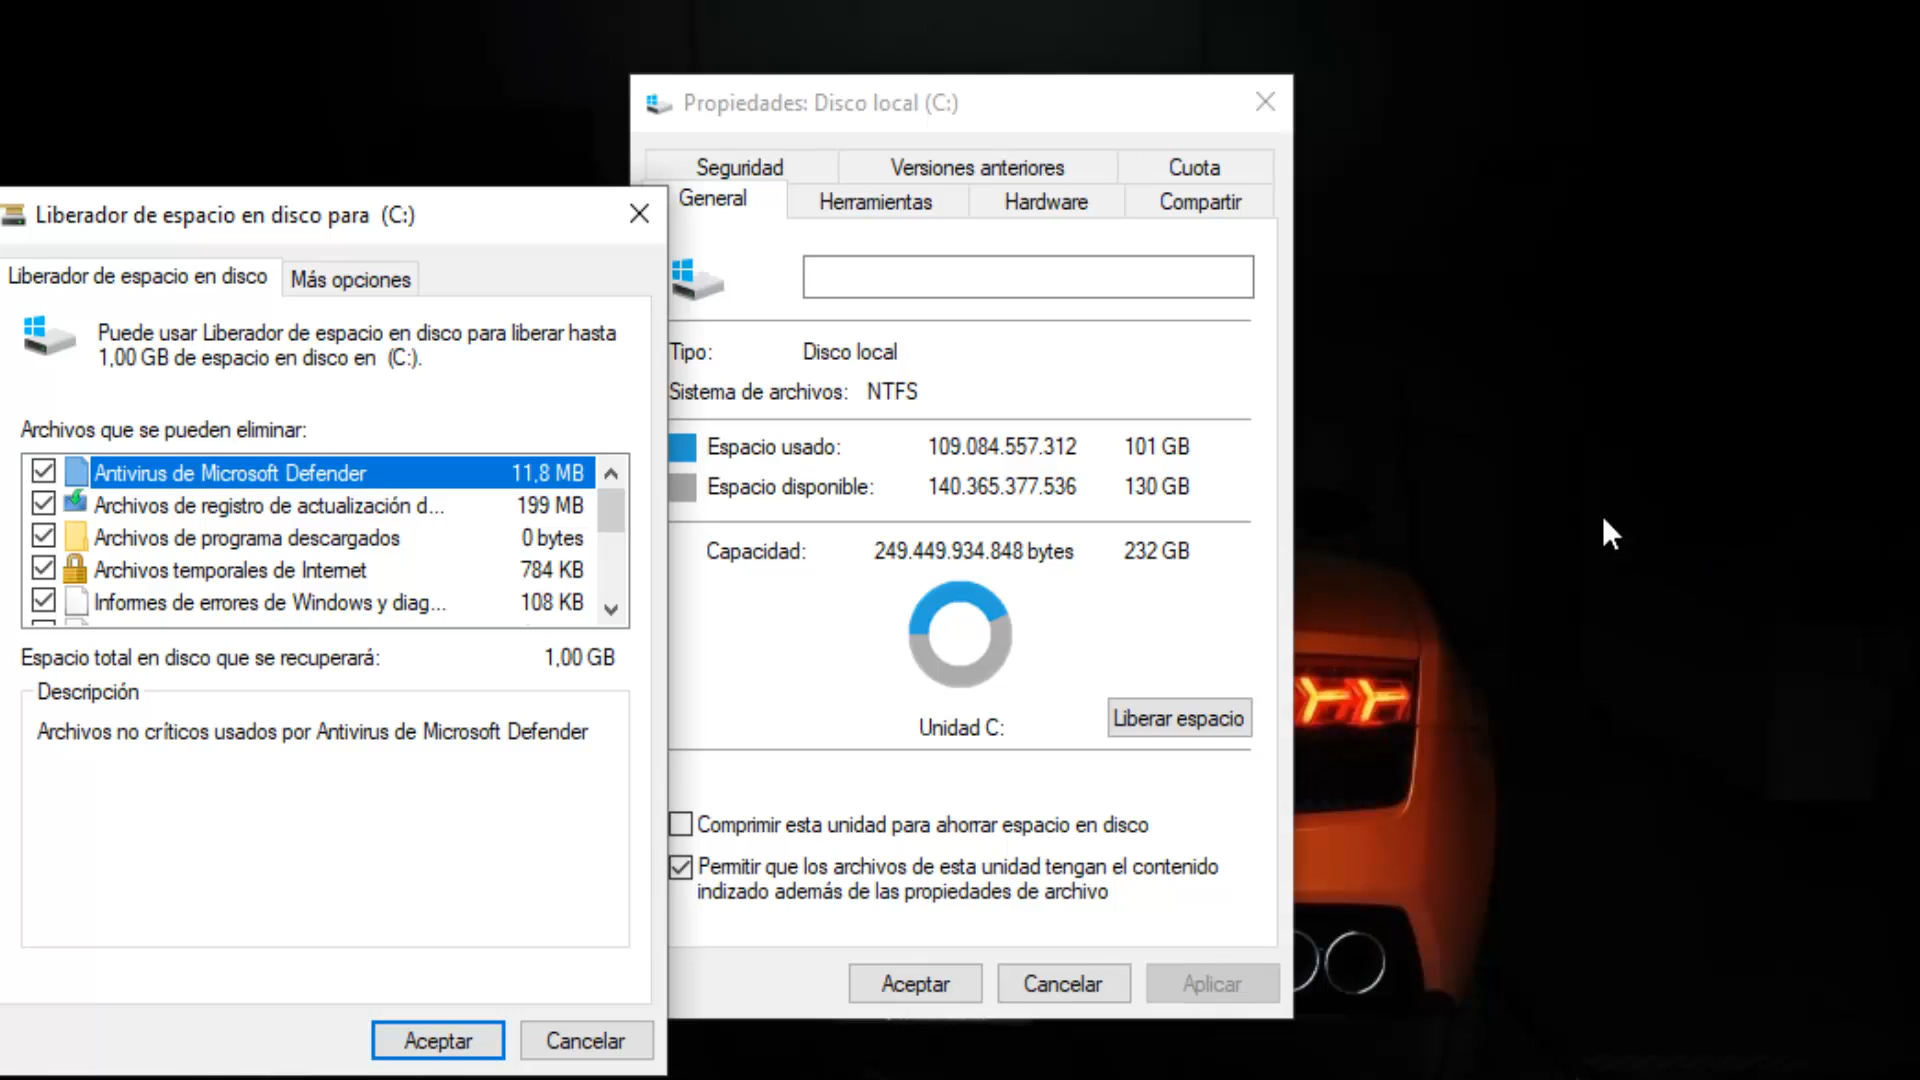 Propiedades: Disco local (C:)
Seguridad
Versiones anteriores
Cuota
General
Herramientas
Hardware
Compartir
Tipo:
Disco local
Sistema de archivos: NTFS
Espacio usado: 109.084.557.312 101 GB
Espacio disponible: 140.365.377.536 130 GB
Capacidad: 249.449.934.848 bytes 232 GB
Unidad C:
Liberar espacio
Comprimir esta unidad para ahorrar espacio en disco
Permitir que los archivos de esta unidad tengan el contenido
indizado además de las propiedades de archivo
Aceptar
Cancelar
Aplicar
Liberador de espacio en disco para (C:)
Liberador de espacio en disco
Más opciones
Puede usar Liberador de espacio en disco para liberar hasta
1,00 GB de espacio en disco en (C:).
Archivos que se pueden eliminar:
Antivirus de Microsoft Defender 11,8 MB
Archivos de registro de actualización d... 199 MB
Archivos de programa descargados 0 bytes
Archivos temporales de Internet 784 KB
Informes de errores de Windows y diag... 108 KB
Espacio total en disco que se recuperará: 1,00 GB
Descripción
Archivos no críticos usados por Antivirus de Microsoft Defender
Aceptar
Cancelar